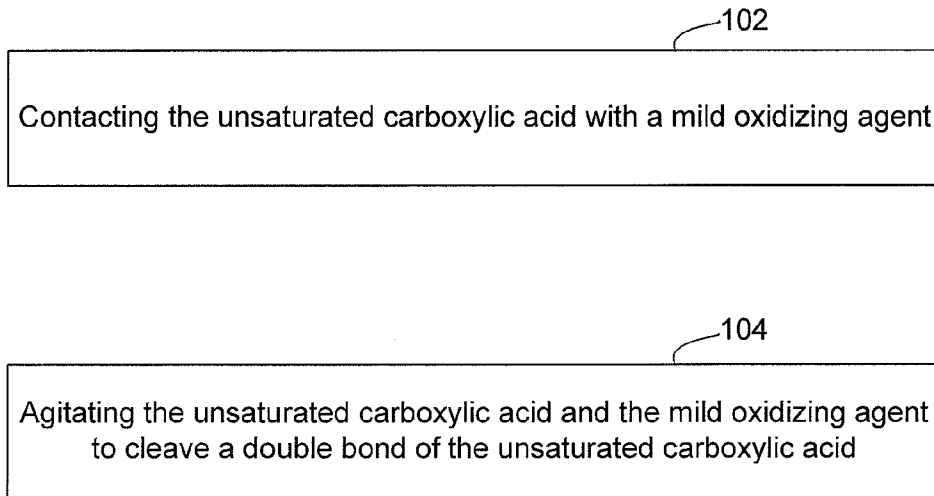 102
Contacting the unsaturated carboxylic acid with a mild oxidizing agent
104
Agitating the unsaturated carboxylic acid and the mild oxidizing agent
to cleave a double bond of the unsaturated carboxylic acid